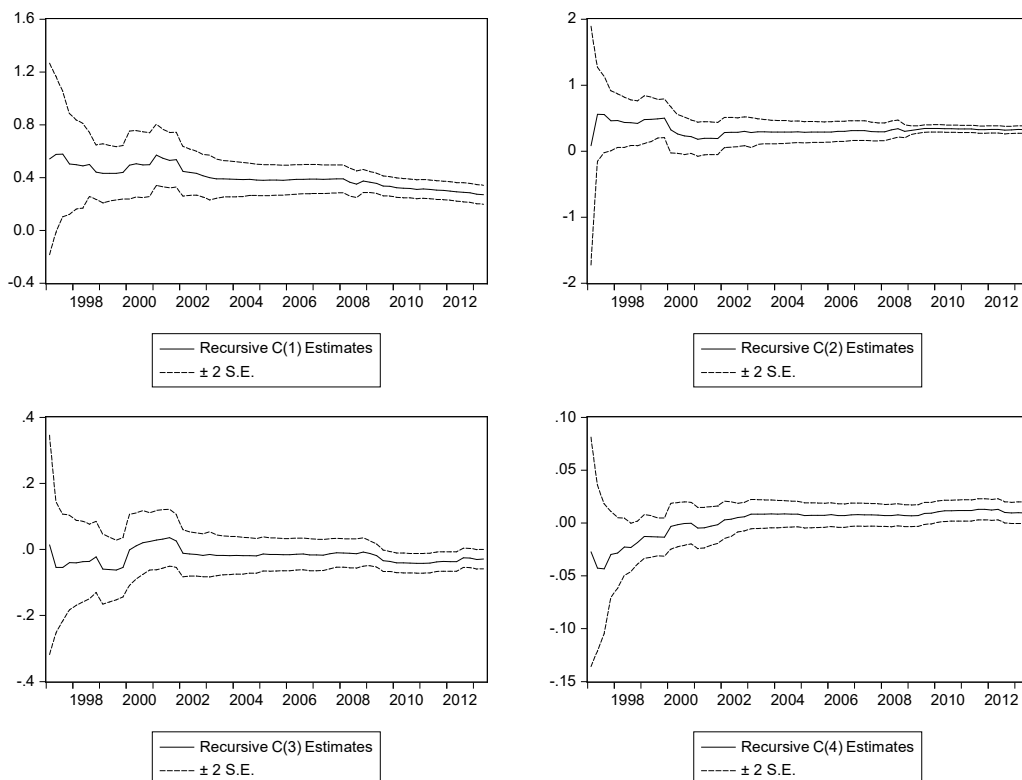 1.6
1.2
0.8
0.4
0.0
-0.4
1998 2000 2002 2004 2006 2008 2010 2012
Recursive C(1) Estimates
± 2 S.E.
2
1
0
-1
-2
1998 2000 2002 2004 2006 2008 2010 2012
Recursive C(2) Estimates
± 2 S.E.
.4
.2
.0
-.2
-.4
1998 2000 2002 2004 2006 2008 2010 2012
Recursive C(3) Estimates
± 2 S.E.
.10
.05
.00
-.05
-.10
-.15
1998 2000 2002 2004 2006 2008 2010 2012
Recursive C(4) Estimates
± 2 S.E.